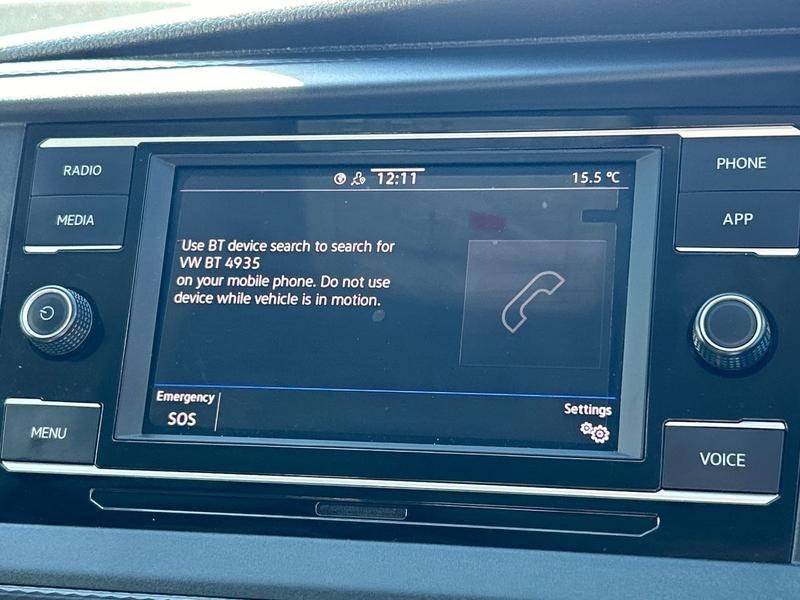 RADIO
MEDIA
MENU
12:11
15.5 °C
Use BT device search to search for
VW BT 4935
on your mobile phone. Do not use
device while vehicle is in motion.
Emergency
SOS
Settings
PHONE
APP
VOICE